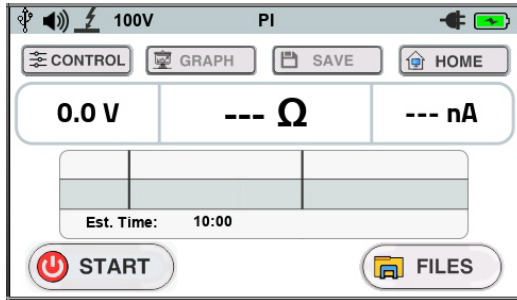 100V PI
CONTROL GRAPH SAVE HOME
0.0 V --- Ω --- nA
Est. Time: 10:00
START FILES